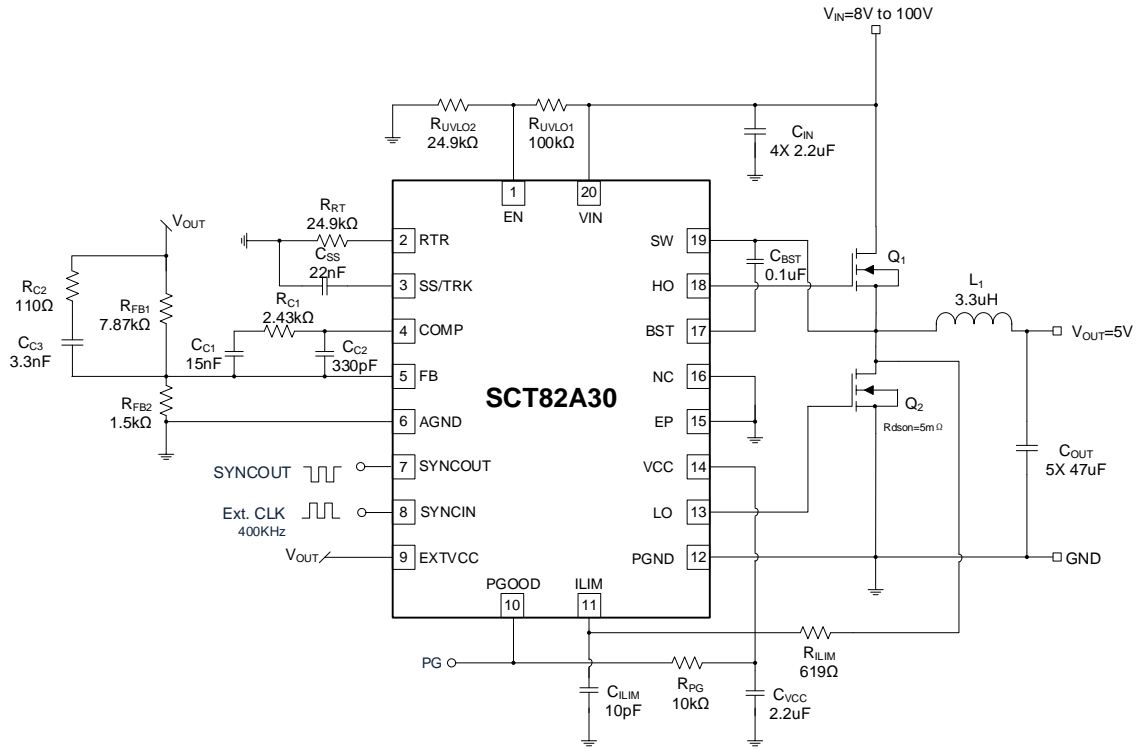 V_IN=8V to 100V
R_UVLO2
24.9kΩ
R_UVLO1
100kΩ
C_IN
4X 2.2uF
1
EN
20
VIN
V_OUT
R_RT
24.9kΩ
C_SS
22nF
2 RTR
3 SS/TRK
R_C2
110Ω
C_C3
3.3nF
R_FB1
7.87kΩ
R_C1
2.43kΩ
C_C1
15nF
C_C2
330pF
4 COMP
5 FB
R_FB2
1.5kΩ
6 AGND
SYNCOUT
7 SYNCOUT
Ext. CLK
400KHz
8 SYNCIN
V_OUT
9 EXTVCC
SCT82A30
SW 19
HO 18
BST 17
NC 16
EP 15
VCC 14
LO 13
PGND 12
C_BST
0.1uF
Q_1
L_1
3.3uH
V_OUT=5V
Q_2
Rdson=5mΩ
C_OUT
5X 47uF
GND
PGOOD
10
ILIM
11
PG
R_ILIM
619Ω
R_PG
10kΩ
C_ILIM
10pF
C_VCC
2.2uF